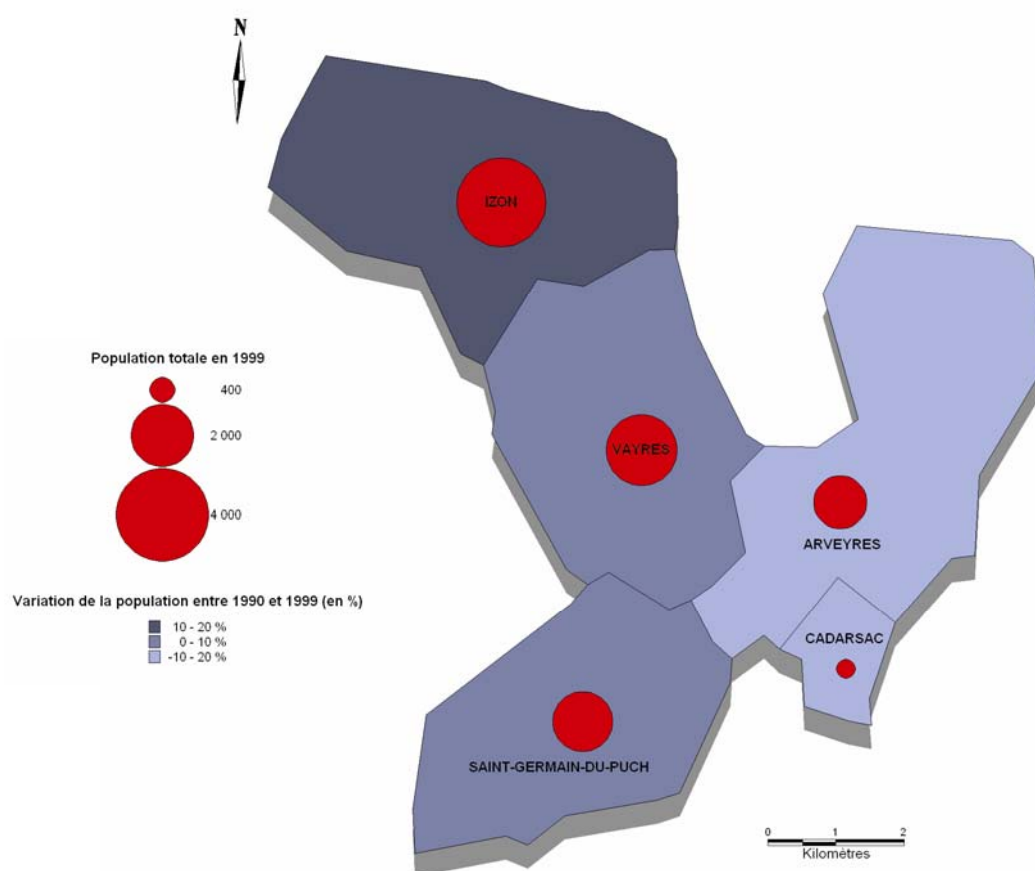 N
IZON
VAYRES
ARVEYRES
CADARSAC
SAINT-GERMAIN-DU-PUCH
Population totale en 1999
400
2 000
4 000
Variation de la population entre 1990 et 1999 (en %)
10 - 20 %
0 - 10 %
-10 - 20 %
0 1 2
Kilomètres